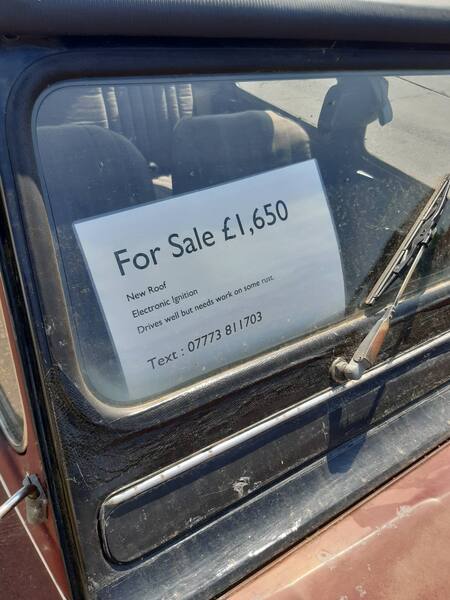 For Sale £1,650
New Roof
Electronic Ignition
Drives well but needs work on some rust.
Text : 07773 811703